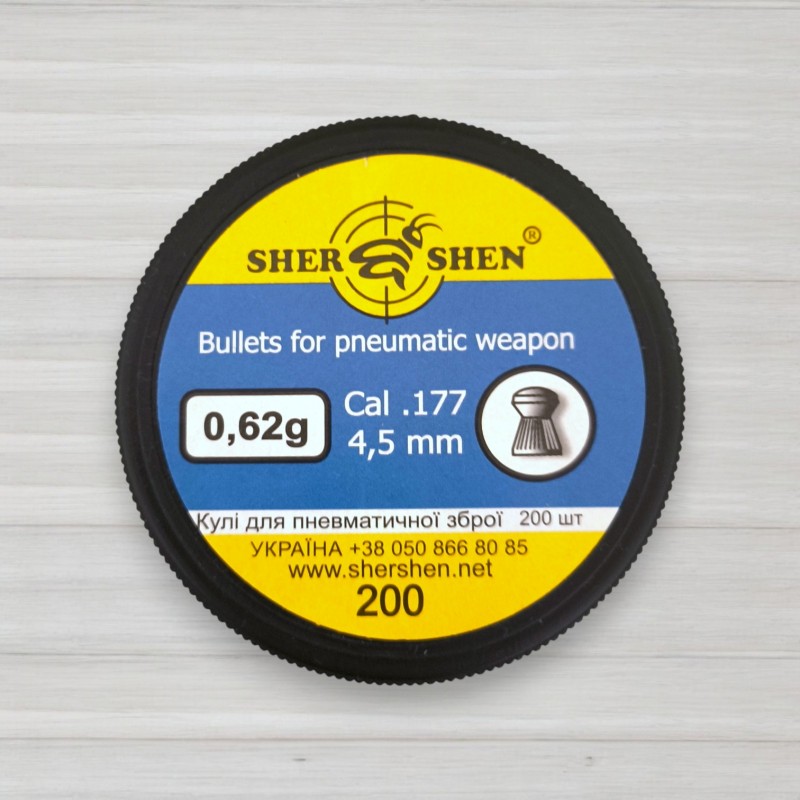 SHER SHEN ®
Bullets for pneumatic weapon
0,62g
Cal .177
4,5 mm
Кулі для пневматичної зброї 200 шт
УКРАЇНА +38 050 866 80 85
www.shershen.net
200